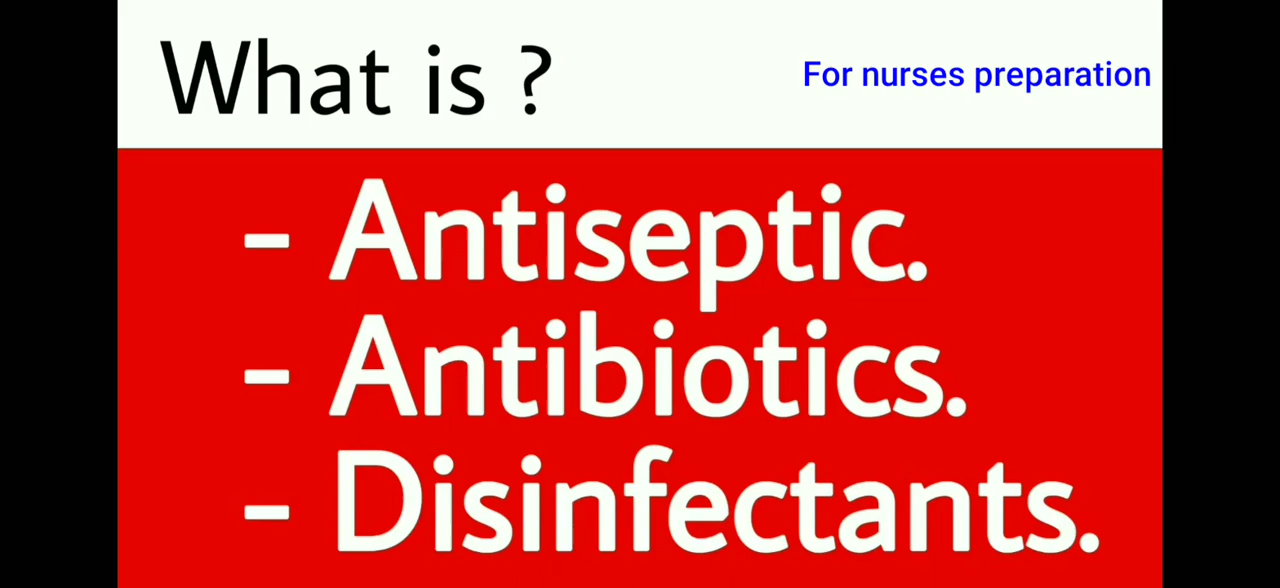 What is ?
For nurses preparation
- Antiseptic.
- Antibiotics.
- Disinfectants.